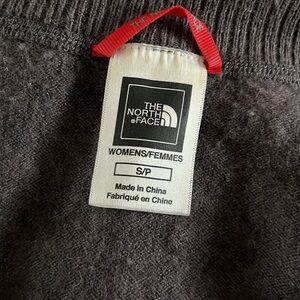 THE
NORTH
FACE
WOMENS/FEMMES
S/P
Made in China
Fabriqué en Chine